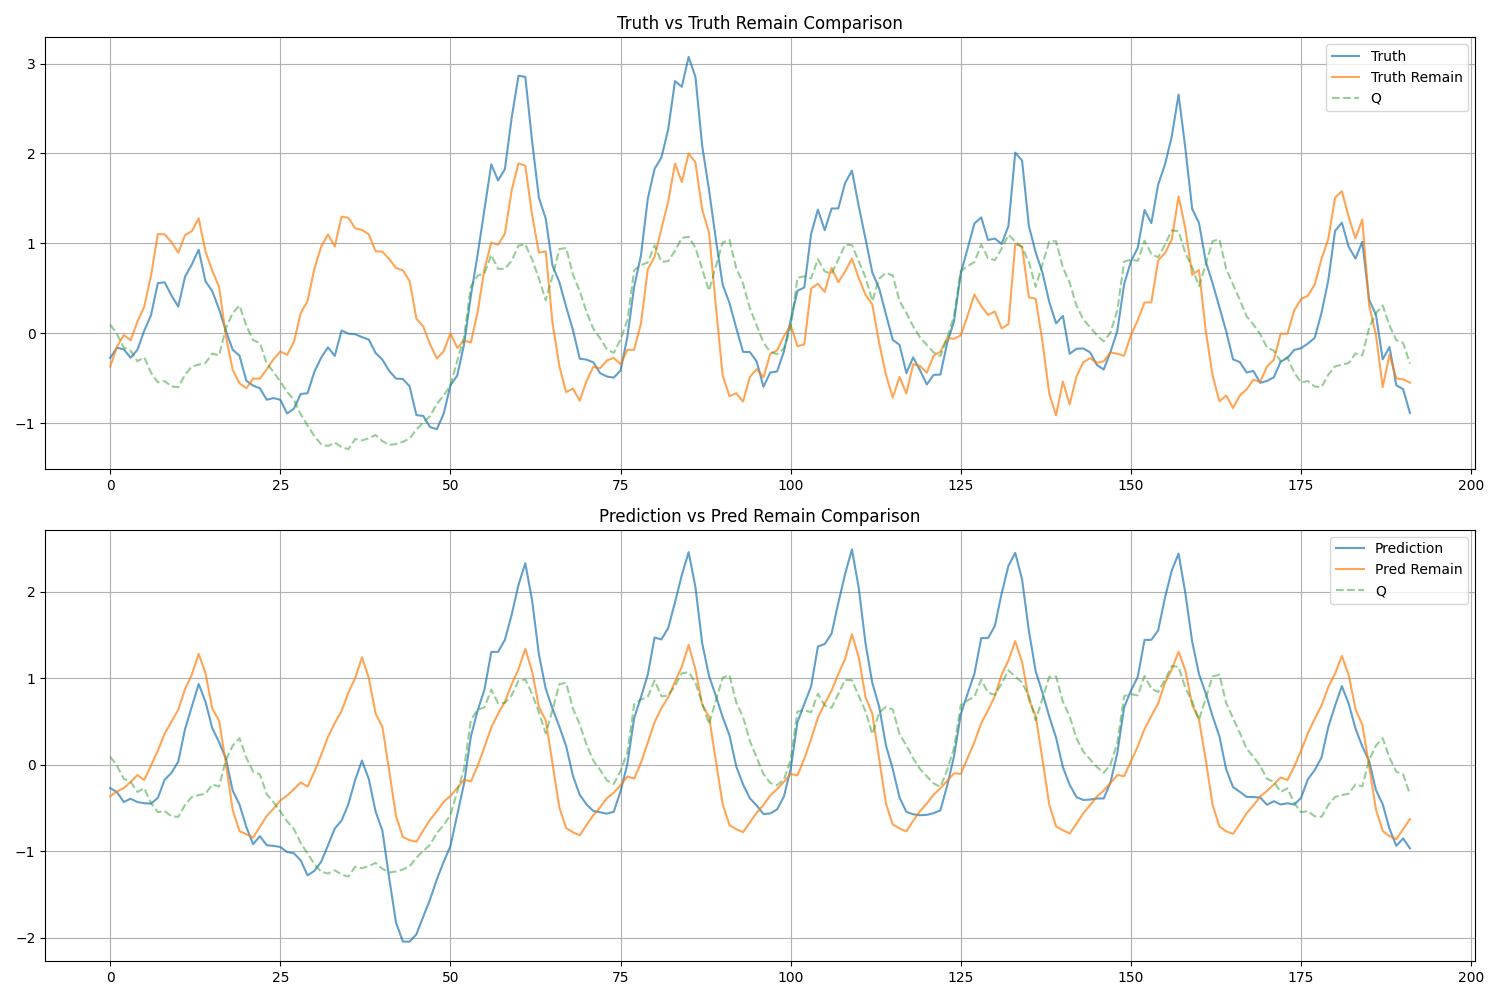 Truth vs Truth Remain Comparison
Truth
Truth Remain
Q
3
2
1
0
−1
0 25 50 75 100 125 150 175 200
Prediction vs Pred Remain Comparison
Prediction
Pred Remain
Q
2
1
0
−1
−2
0 25 50 75 100 125 150 175 200